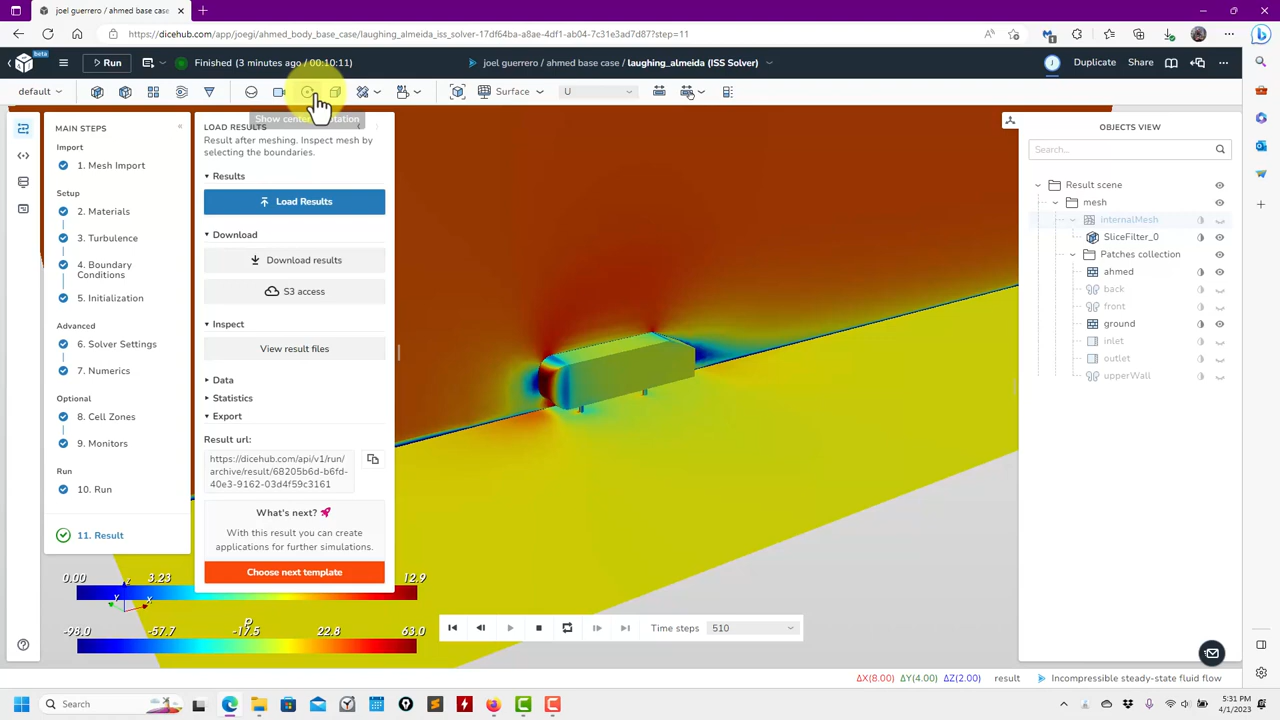 joel guerrero / ahmed base case
https://dicehub.com/app/joegi/ahmed_body_base_case/laughing_almeida_iss_solver-17df64ba-a8ae-4df1-ab04-7c31e3ad7d87?step=11
beta
Run
Finished (3 minutes ago / 00:10:11)
joel guerrero / ahmed base case / laughing_almeida (ISS Solver)
J
Duplicate
Discussion
default
Surface
U
MAIN STEPS
Import
1. Mesh Import
Setup
2. Materials
3. Turbulence
4. Boundary
Conditions
5. Initialization
Advanced
6. Solver Settings
7. Numerics
Optional
8. Cell Zones
9. Monitors
Run
10. Run
11. Result
LOAD RESULTS
Result after meshing. Inspect mesh by
selecting the boundaries.
Results
Load Results
Download
Download results
S3 access
Inspect
View result files
Data
Statistics
Export
Result url:
https://dicehub.com/api/v1/run/
archive/result/68205b6d-b6fd-
40e3-9162-03d4f59c3161
What's next?
With this result you can create
applications for further simulations.
Choose next template
0.00 3.23 12.9
p
-98.0 -57.7 -17.5 22.8 63.0
z
Y
X
Time steps 510
OBJECTS VIEW
Search...
Result scene
mesh
internalMesh
SliceFilter_0
Patches collection
ahmed
back
front
ground
inlet
outlet
upperWall
ΔX(8.00) ΔY(4.00) ΔZ(2.00) result Incompressible steady-state fluid flow
Search
5:31 PM
4/1/2023